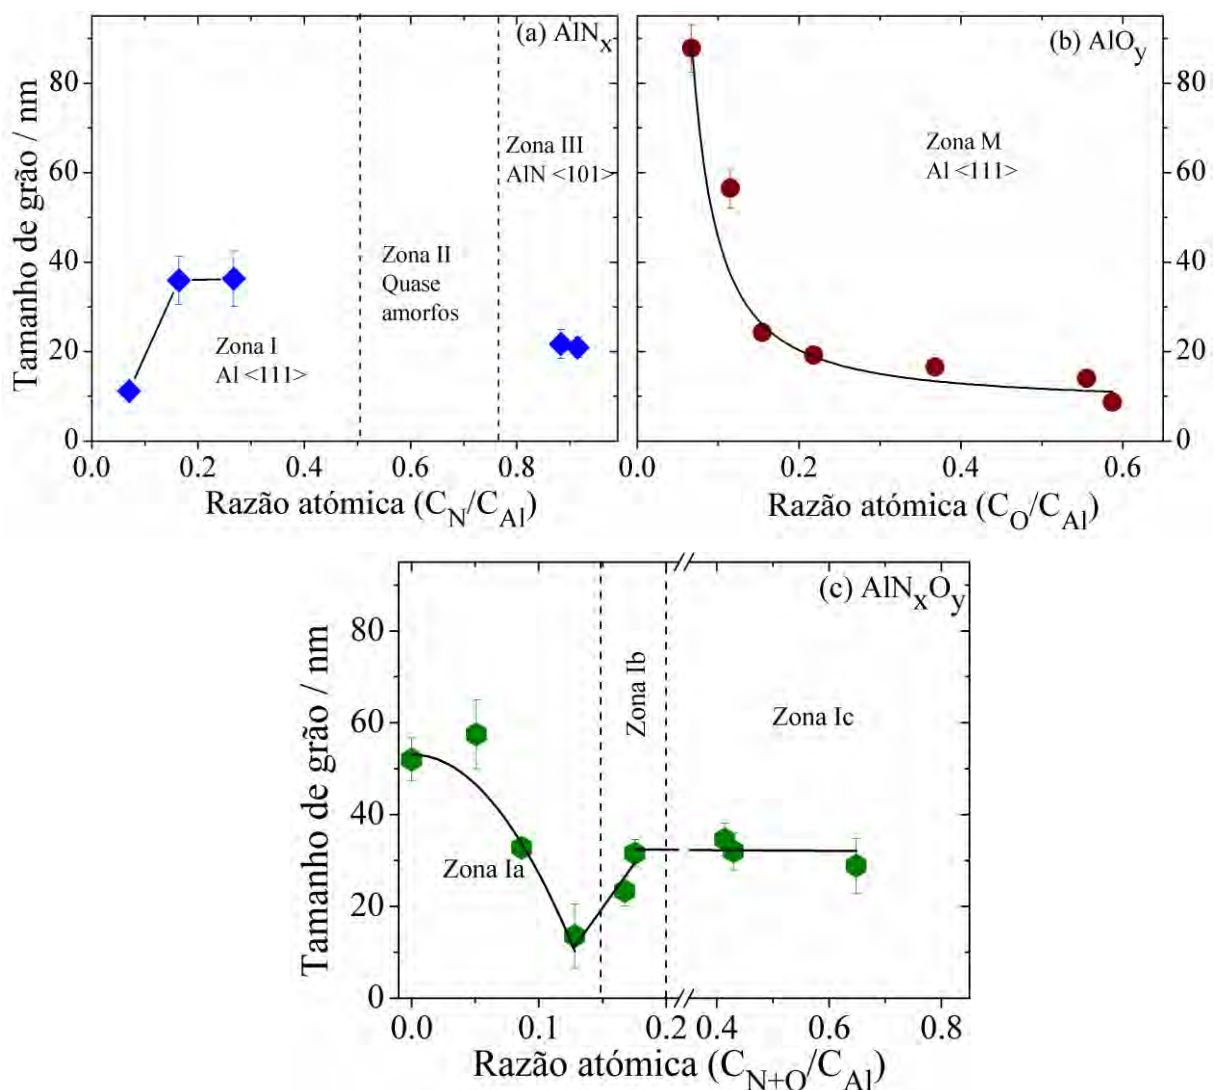 (a) AlNx
Tamanho de grão / nm
80
60
40
20
0
Zona I
Al <111>
Zona II
Quase
amorfos
Zona III
AlN <101>
0.0 0.2 0.4 0.6 0.8
Razão atómica (CN/CAl)
(b) AlOy
Zona M
Al <111>
80
60
40
20
0
0.0 0.2 0.4 0.6
Razão atómica (CO/CAl)
(c) AlNxOy
Tamanho de grão / nm
80
60
40
20
0
Zona Ia
Zona Ib
Zona Ic
0.0 0.1 0.2 0.4 0.6 0.8
Razão atómica (CN+O/CAl)